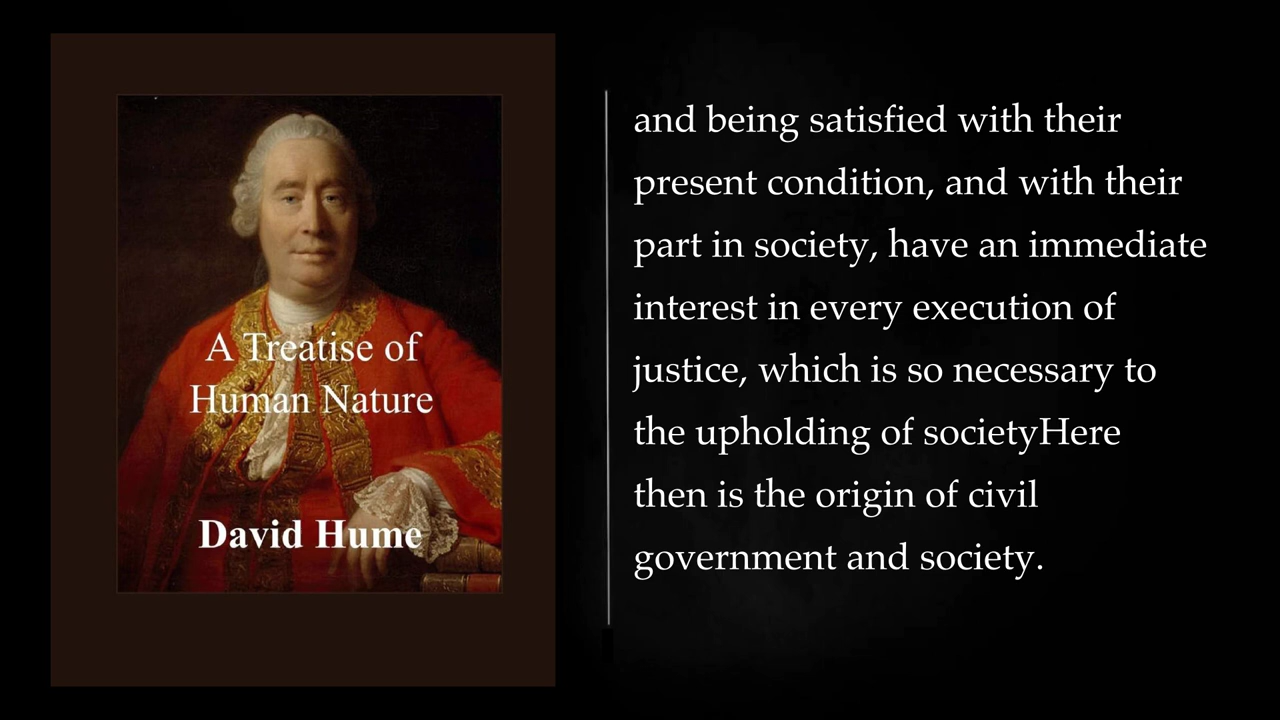 A Treatise of
Human Nature
David Hume
and being satisfied with their
present condition, and with their
part in society, have an immediate
interest in every execution of
justice, which is so necessary to
the upholding of societyHere
then is the origin of civil
government and society.